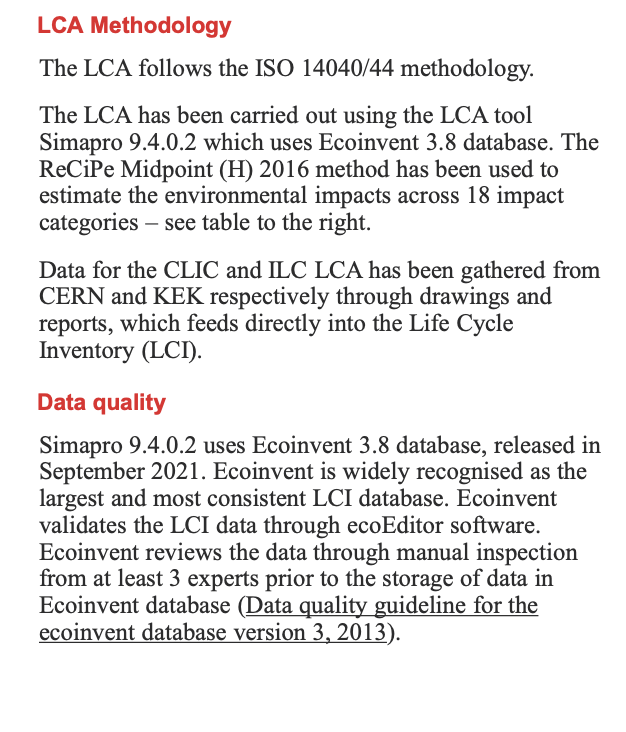 LCA Methodology
The LCA follows the ISO 14040/44 methodology.
The LCA has been carried out using the LCA tool
Simapro 9.4.0.2 which uses Ecoinvent 3.8 database. The
ReCiPe Midpoint (H) 2016 method has been used to
estimate the environmental impacts across 18 impact
categories – see table to the right.
Data for the CLIC and ILC LCA has been gathered from
CERN and KEK respectively through drawings and
reports, which feeds directly into the Life Cycle
Inventory (LCI).
Data quality
Simapro 9.4.0.2 uses Ecoinvent 3.8 database, released in
September 2021. Ecoinvent is widely recognised as the
largest and most consistent LCI database. Ecoinvent
validates the LCI data through ecoEditor software.
Ecoinvent reviews the data through manual inspection
from at least 3 experts prior to the storage of data in
Ecoinvent database (Data quality guideline for the
ecoinvent database version 3, 2013).